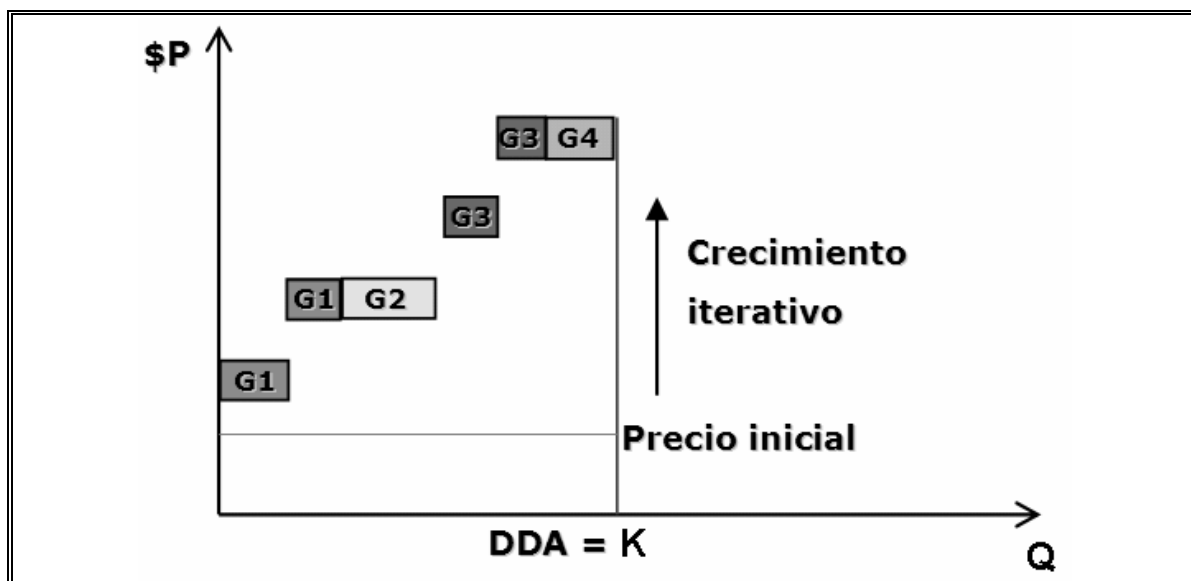 $P
G3 G4
G3
Crecimiento
iterativo
G1 G2
G1
Precio inicial
DDA = K
Q